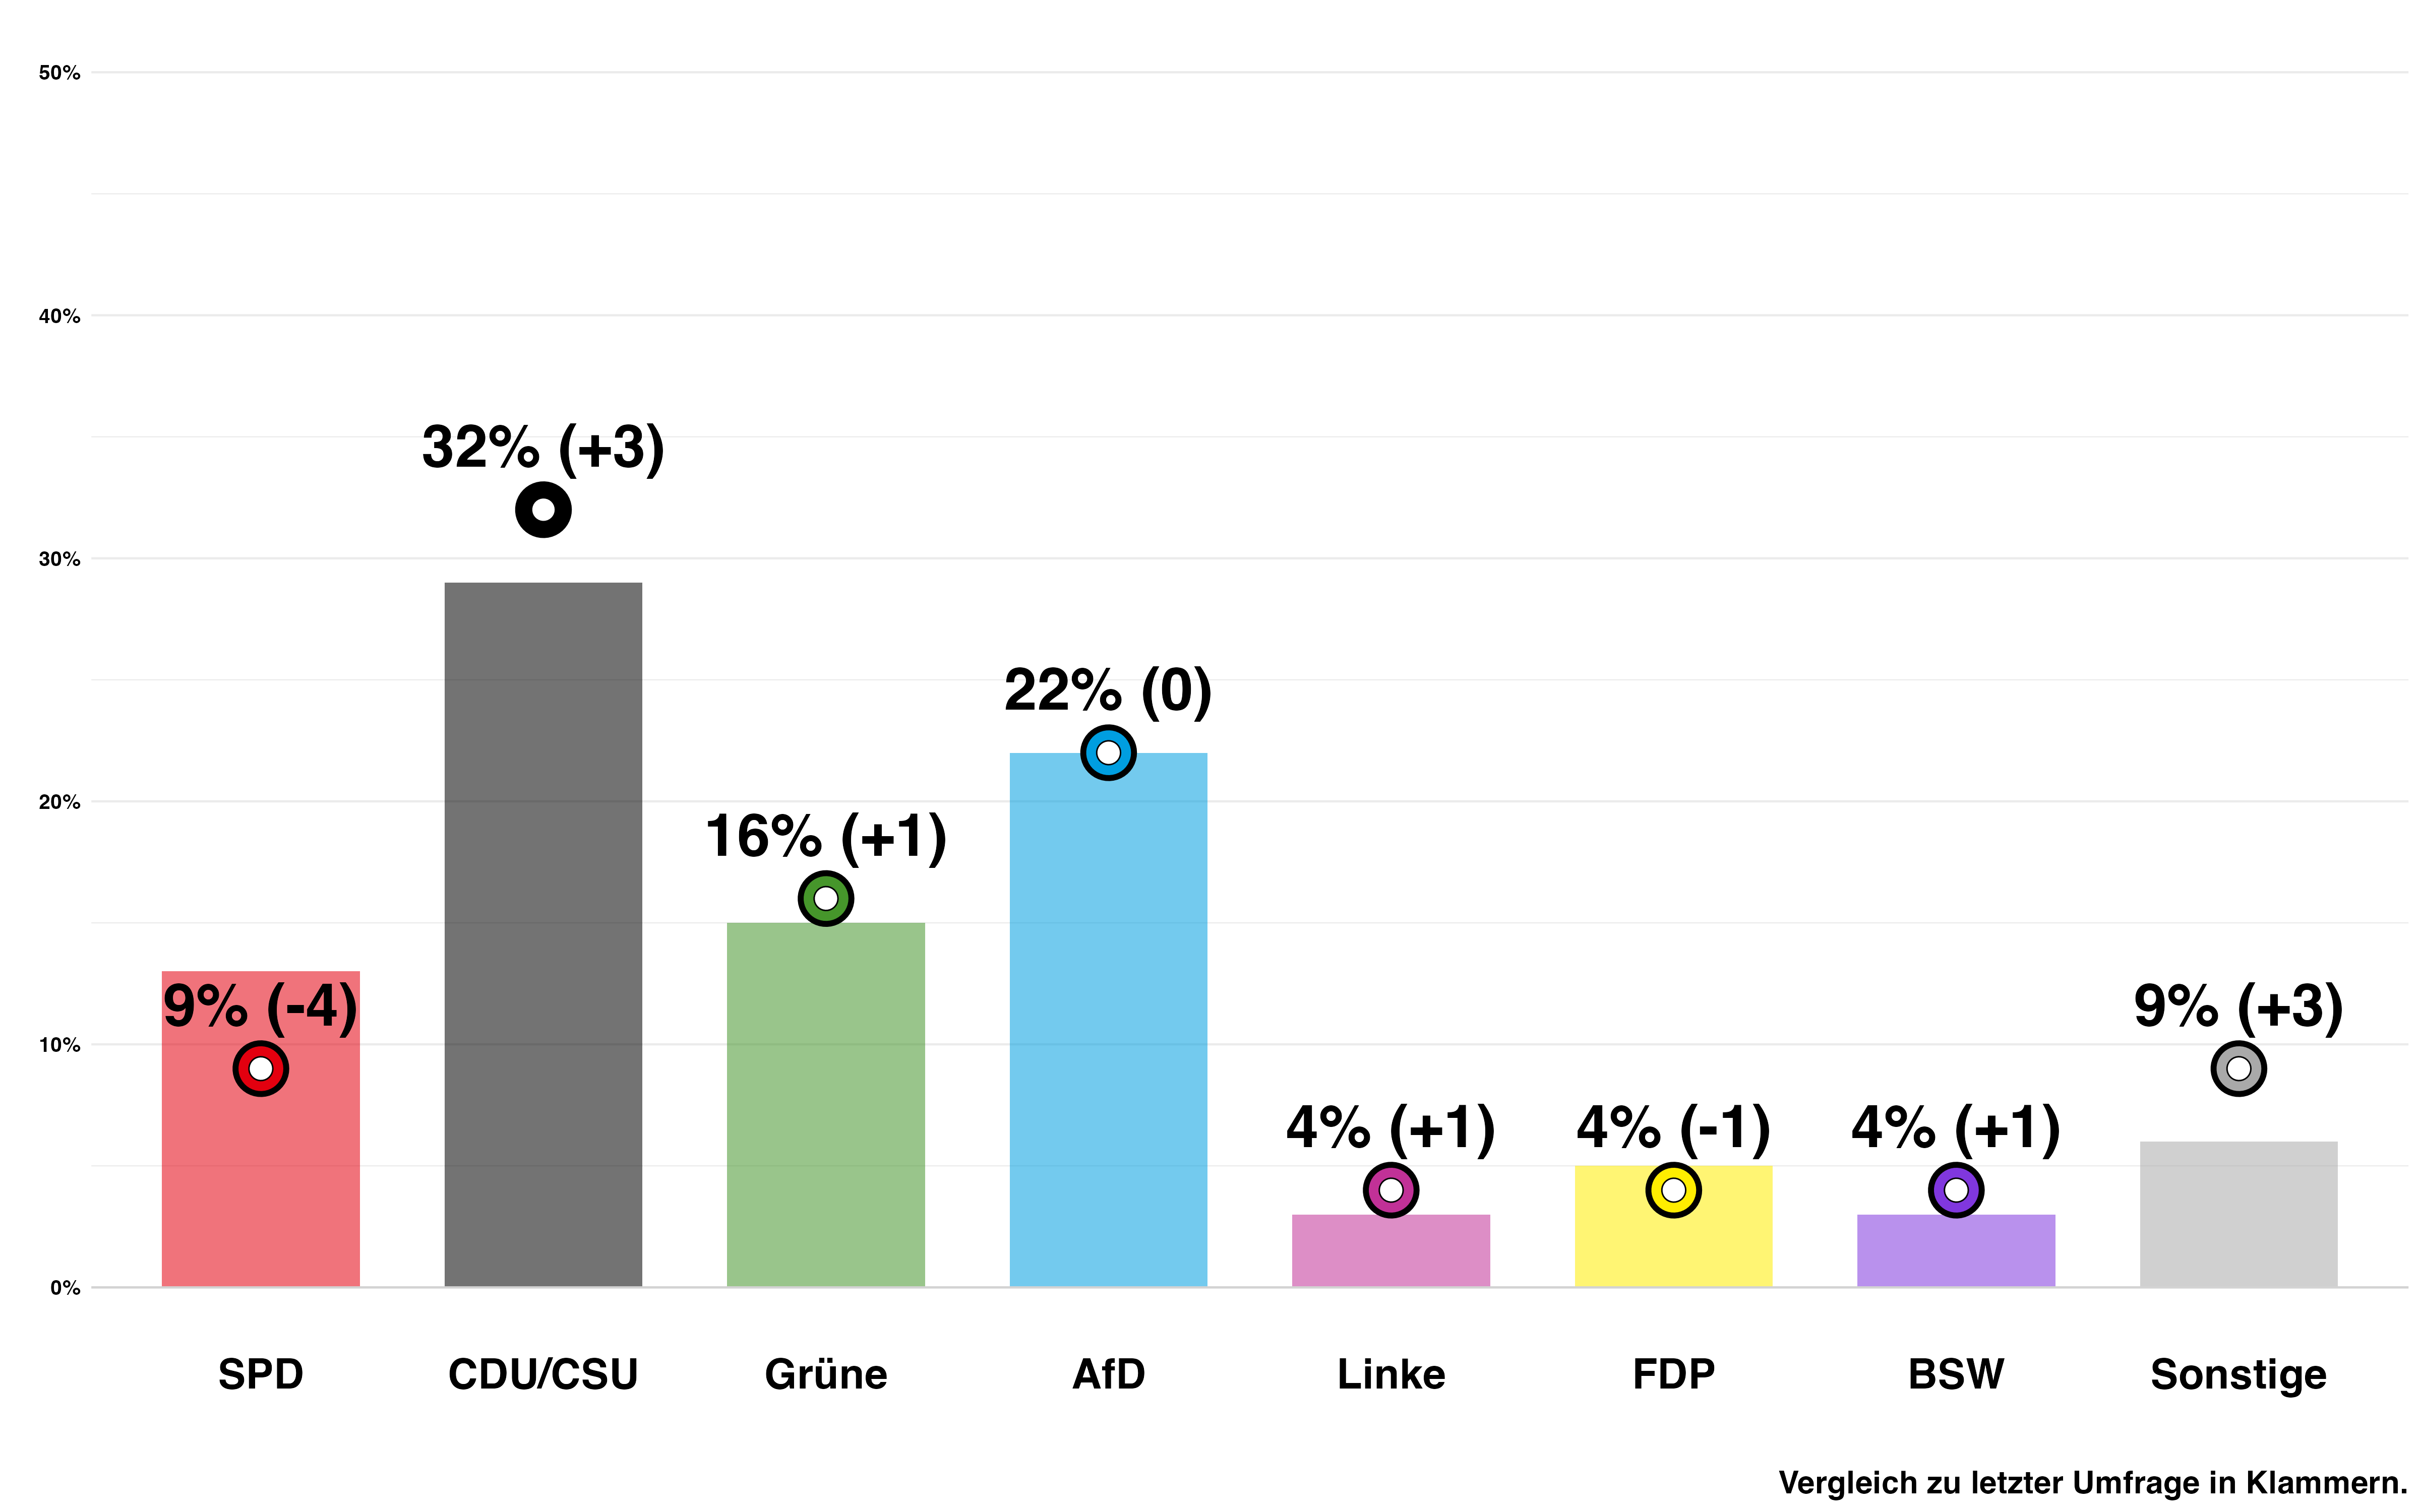 50%
40%
30%
20%
10%
0%
9% (-4)
32% (+3)
16% (+1)
22% (0)
4% (+1)
4% (-1)
4% (+1)
9% (+3)
SPD
CDU/CSU
Grüne
AfD
Linke
FDP
BSW
Sonstige
Vergleich zu letzter Umfrage in Klammern.